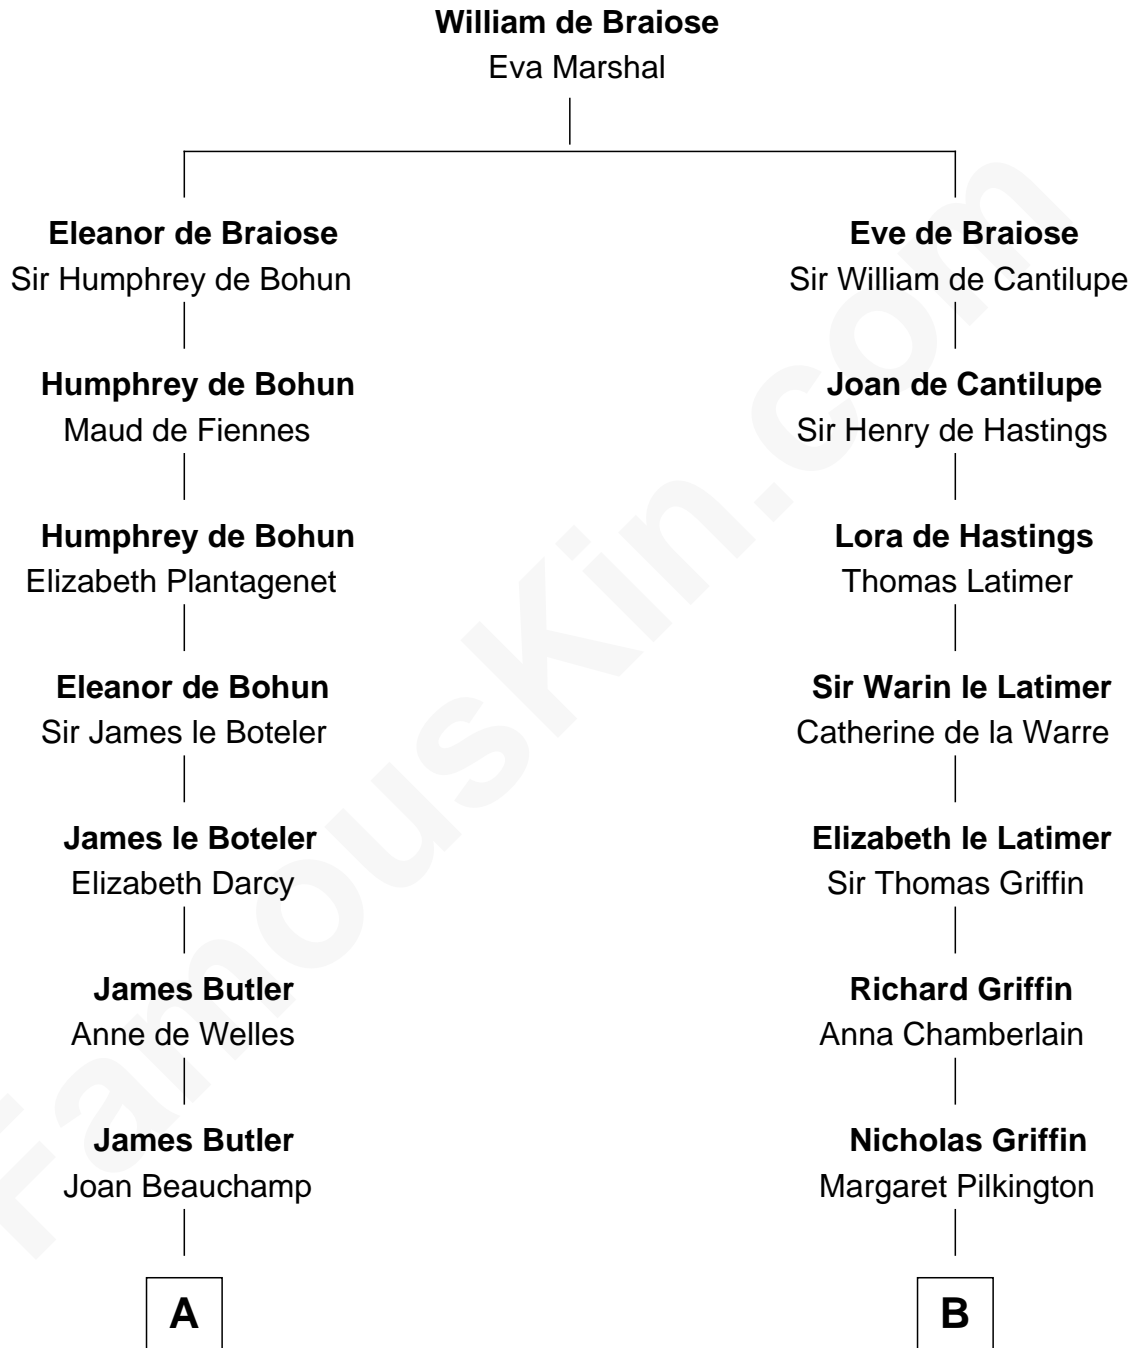 William de Braiose
Eva Marshal
Eleanor de Braiose
Sir Humphrey de Bohun
Eve de Braiose
Sir William de Cantilupe
Humphrey de Bohun
Maud de Fiennes
Joan de Cantilupe
Sir Henry de Hastings
Humphrey de Bohun
Elizabeth Plantagenet
Lora de Hastings
Thomas Latimer
Eleanor de Bohun
Sir James le Boteler
Sir Warin le Latimer
Catherine de la Warre
James le Boteler
Elizabeth Darcy
Elizabeth le Latimer
Sir Thomas Griffin
James Butler
Anne de Welles
Richard Griffin
Anna Chamberlain
James Butler
Joan Beauchamp
Nicholas Griffin
Margaret Pilkington
A
B
FamousKin.com